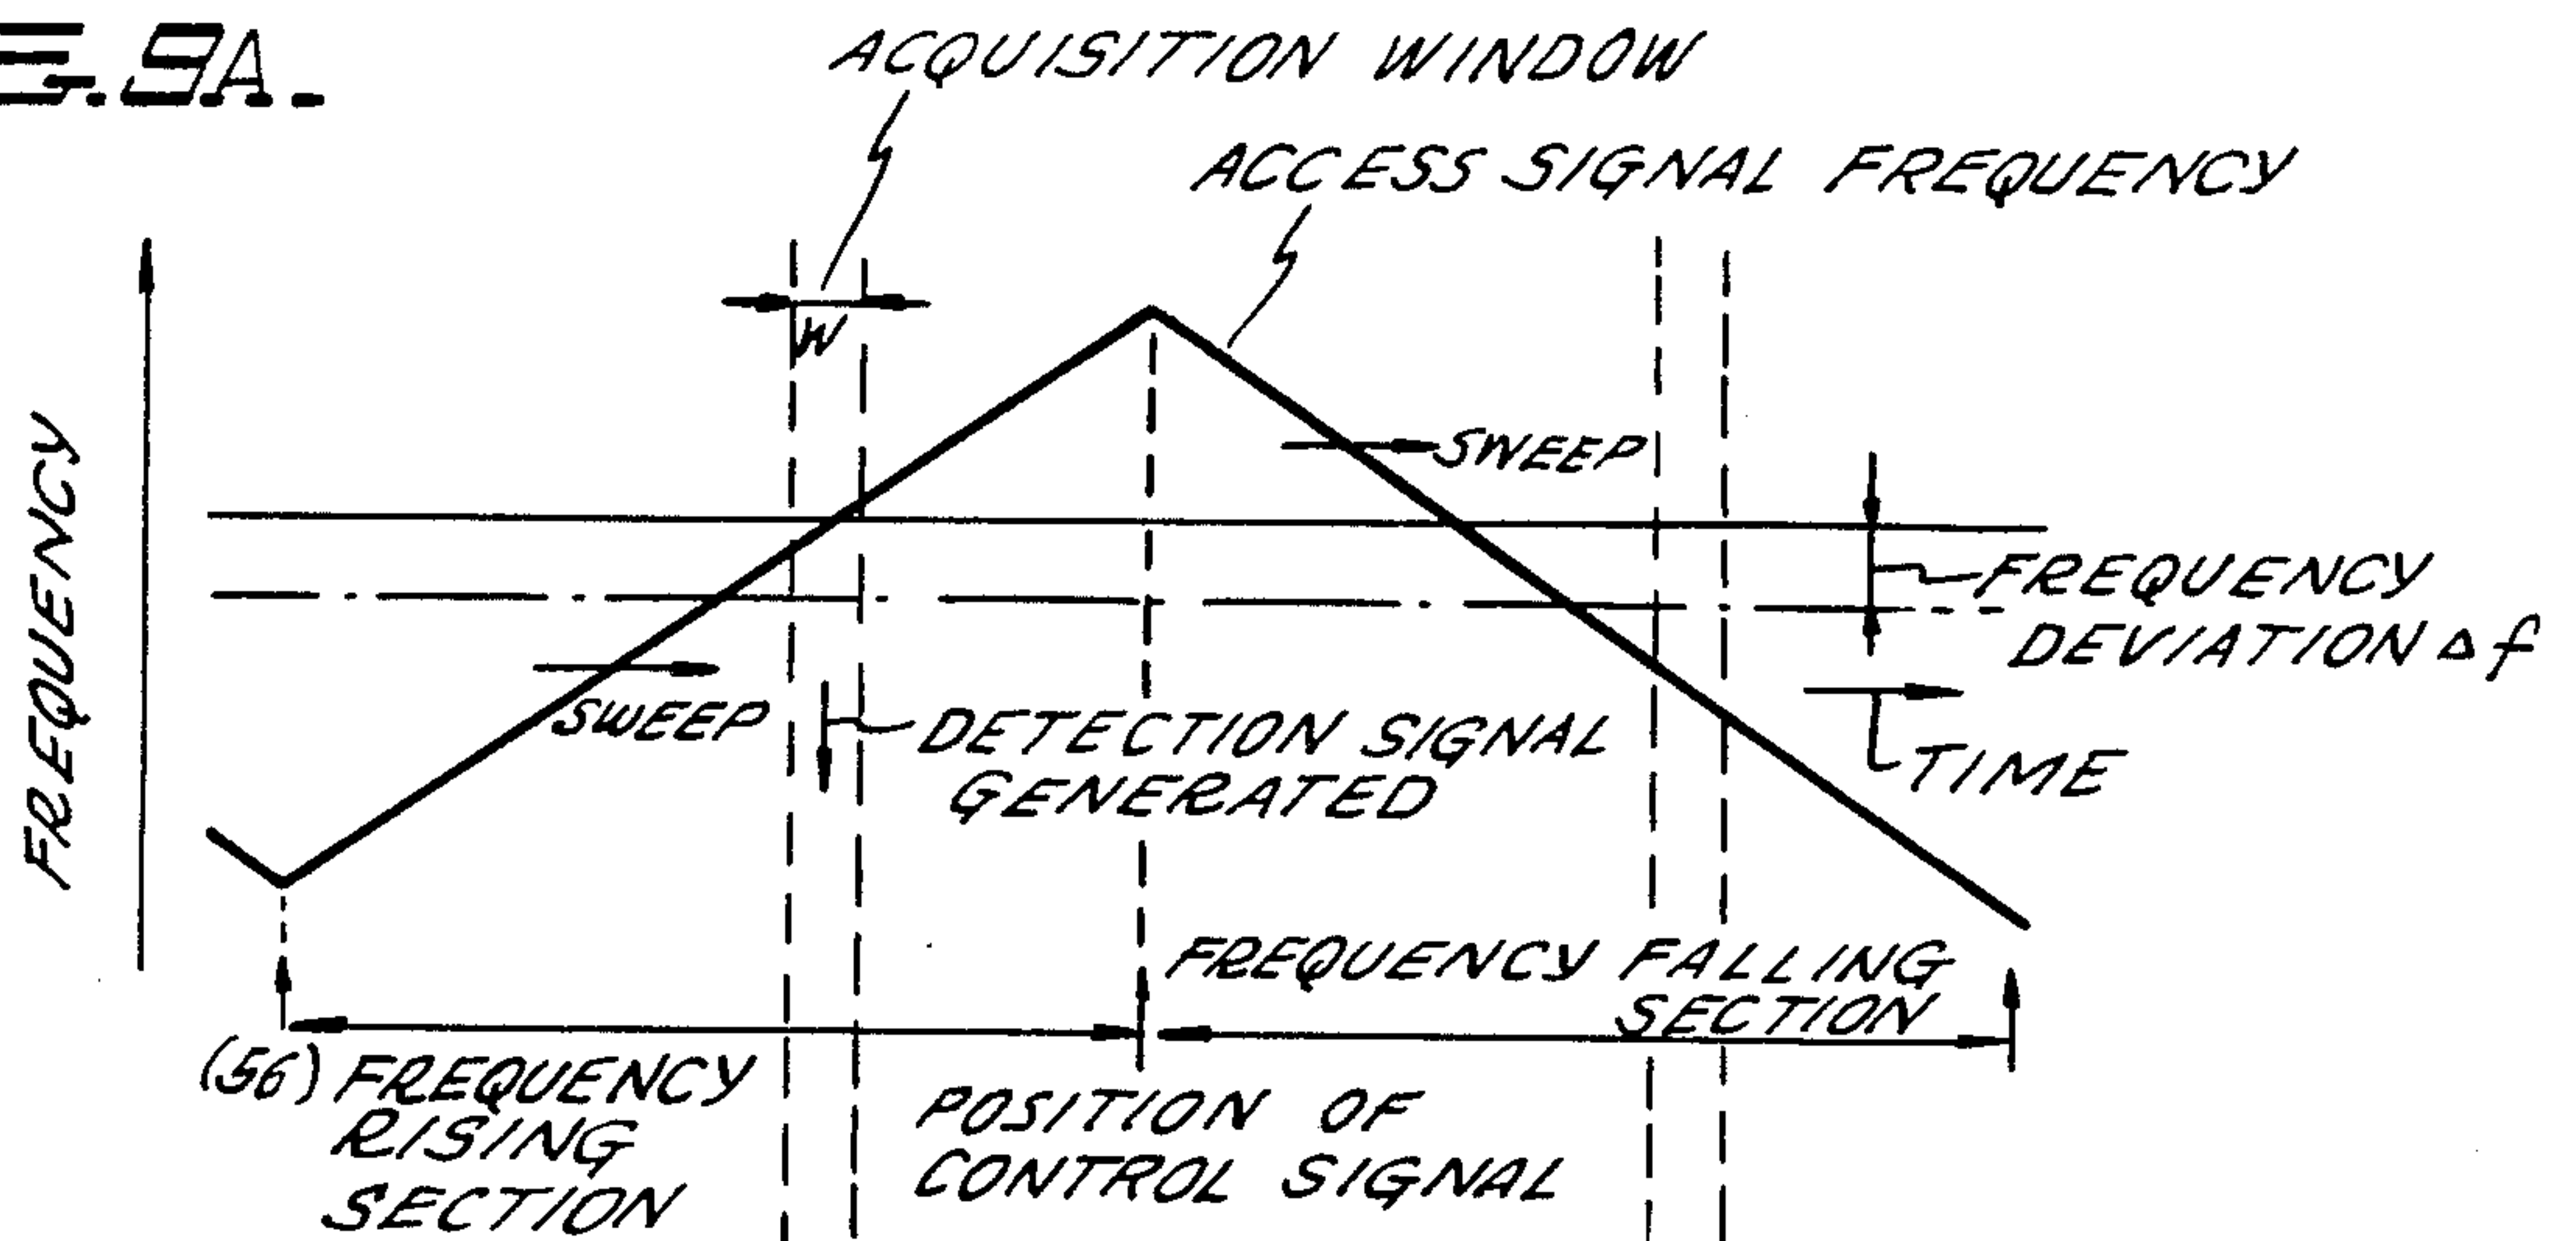 G. 9A.
ACQUISITION WINDOW
ACCESS SIGNAL FREQUENCY
W
FREQUENCY
SWEEP
FREQUENCY
DEVIATION Δf
SWEEP
DETECTION SIGNAL
GENERATED
TIME
FREQUENCY FALLING
SECTION
(56) FREQUENCY
RISING
SECTION
POSITION OF
CONTROL SIGNAL